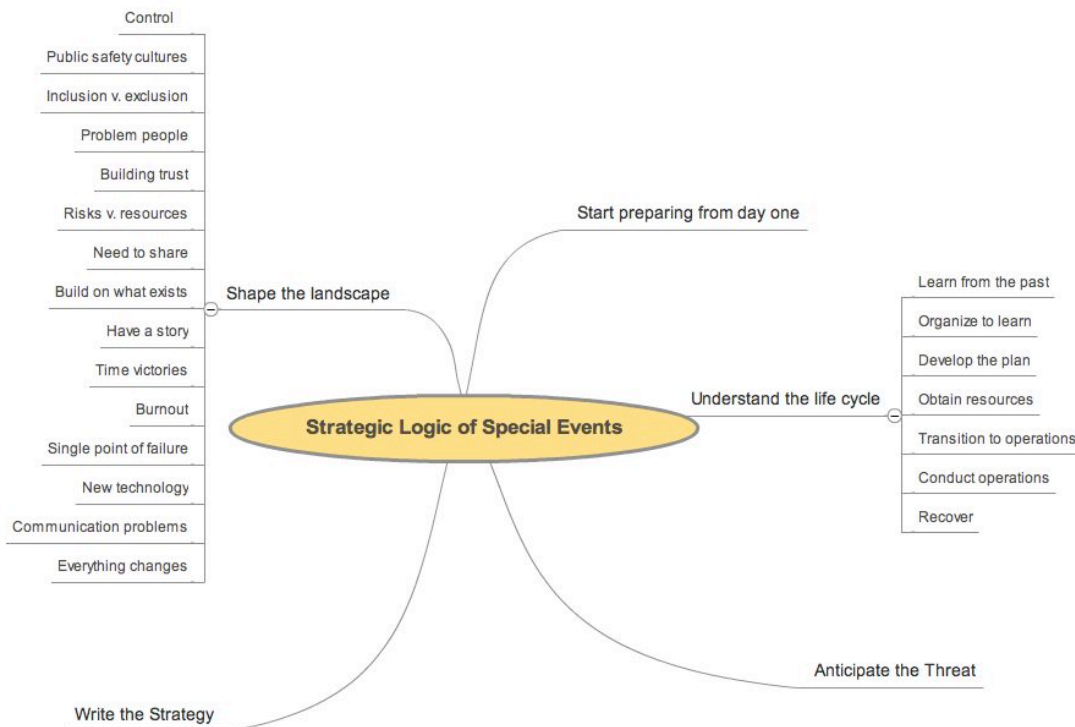 Control
Public safety cultures
Inclusion v. exclusion
Problem people
Building trust
Risks v. resources
Need to share
Build on what exists
Have a story
Time victories
Burnout
Single point of failure
New technology
Communication problems
Everything changes
Shape the landscape
Strategic Logic of Special Events
Start preparing from day one
Understand the life cycle
Learn from the past
Organize to learn
Develop the plan
Obtain resources
Transition to operations
Conduct operations
Recover
Anticipate the Threat
Write the Strategy